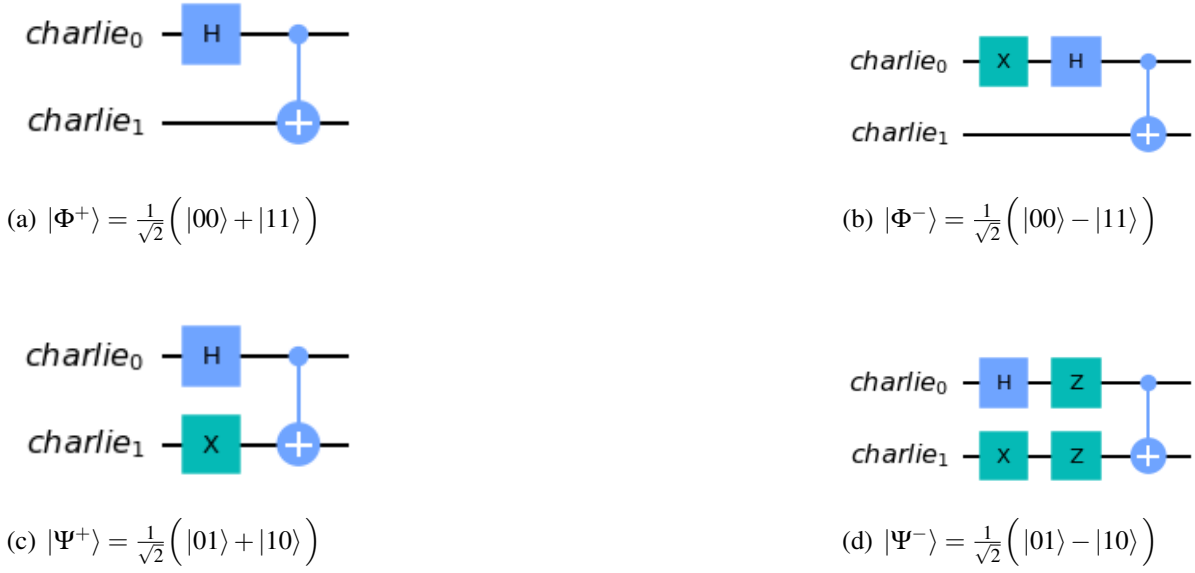 charlie₀ H
charlie₁
(a) |Φ⁺⟩ = 1/√2 (|00⟩ + |11⟩)
charlie₀ X H
charlie₁
(b) |Φ⁻⟩ = 1/√2 (|00⟩ − |11⟩)
charlie₀ H
charlie₁ X
(c) |Ψ⁺⟩ = 1/√2 (|01⟩ + |10⟩)
charlie₀ H Z
charlie₁ X Z
(d) |Ψ⁻⟩ = 1/√2 (|01⟩ − |10⟩)